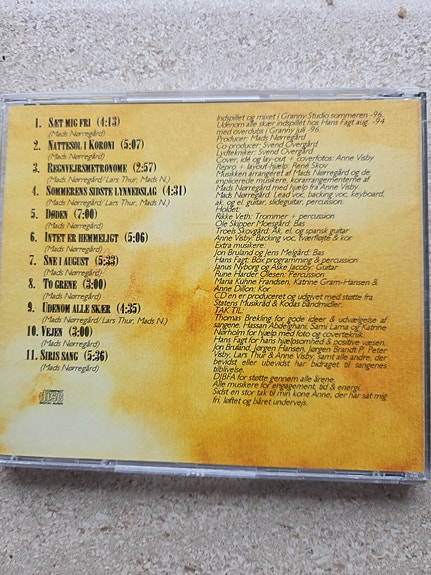 1. SÆT MIG FRI (4:13)
(Mads Nørregård)
2. NATTESOL I KORONI (5:07)
(Mads Nørregård)
3. REGNVEJRSMETRONOME (2:57)
(Mads Nørregård/ Lars Thur, Mads N.)
4. SOMMERENS SIDSTE LYNNEDSLAG (4:31)
(Mads Nørregård/ Lars Thur, Mads N.)
5. DØDEN (7:00)
(Mads Nørregård)
6. INTET ER HEMMELIGT (5:06)
(Mads Nørregård)
7. SNE I AUGUST (5:33)
(Mads Nørregård)
8. TO GRENE (3:00)
(Mads Nørregård)
9. UDENOM ALLE SKÆR (4:35)
(Mads Nørregård/ Lars Thur, Mads N.)
10. VEJEN (3:00)
(Mads Nørregård)
11. SIRIS SANG (5:36)
(Mads Nørregård)
COMPACT
disc
DIGITAL AUDIO
Indspillet og mixet i Granny Studio sommeren -96.
Udenom alle skær indspillet hos Hans Fagt aug. -94
med overdubs i Granny juli -96.
Producer: Mads Nørregård
Co-producer: Svend Overgård
Lydtekniker: Svend Overgård
Cover: idé og lay-out + coverfotos: Anne Visby
Repro + layout-hjælp: René Skov
Musikken arrangeret af Mads Nørregård og de
implicerede musikere, korarrangementerne af
Mads Nørregård med hjælp fra Anne Visby.
Mads Nørregård: Lead voc, backing voc, keyboard,
ak. og el. guitar, slideguitar, percussion.
Holdet:
Rikke Veth: Trommer + percussion
Ole Skipper Mosegård: Bas
Troels Skovgård: Ak, el. og spansk guitar
Anne Visby: Backing voc, tværfløjte & kor
Extra musikere:
Jon Bruland og Jens Melgård: Bas
Hans Fagt: Box programming & percussion
Janus Nyborg og Aske Jacoby: Guitar
Rune Harder Olesen: Percussion
Maria Kühne Frandsen, Katrine Gram-Hansen &
Anne Dillon: Kor
CD'en er produceret og udgivet med støtte fra
Statens Musikråd & Kodas Båndmidler.
TAK TIL:
Thomas Brekling for gode ideer & udvælgelse af
sangene. Hassan Abdelghani, Sami Lama og Katrine
Nørholm for hjælp med foto og coverteknik.
Hans Fagt for hans hjælpsomhed & positive væsen.
Jon Bruland, Jørgen Hansen, Jørgen Brandt P, Peter
Visby, Lars Thur & Anne Visby, samt alle andre, der
bevidst eller ubevidst har bidraget til sangenes
tilblivelse.
DJBFA for støtte gennem alle årene.
Alle musikere for engagement, tid & energi.
Sidst en stor tak til min kone Anne, der har sat mig
fri, løftet og båret undervejs.